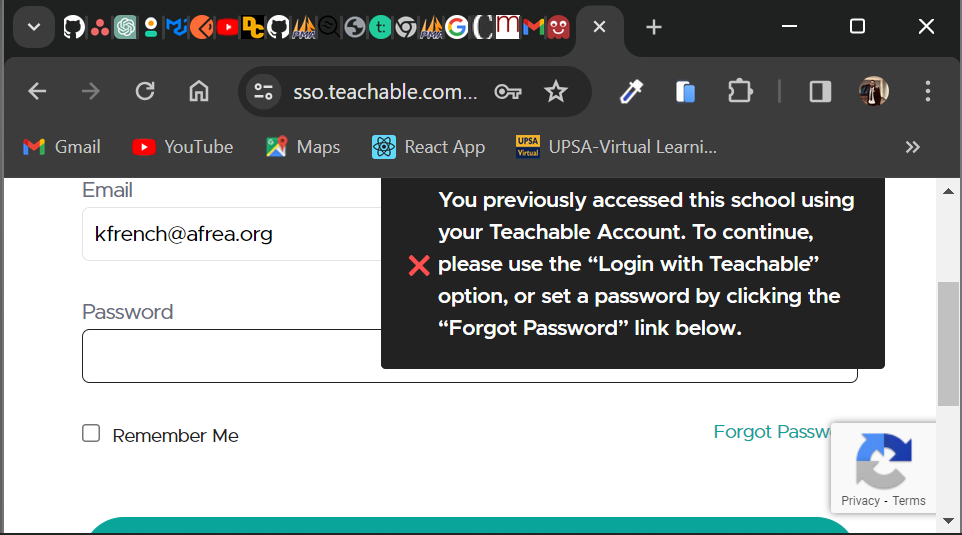 sso.teachable.com...
Gmail
YouTube
Maps
React App
UPSA Virtual
UPSA-Virtual Learni...
Email
kfrench@afrea.org
You previously accessed this school using
your Teachable Account. To continue,
please use the “Login with Teachable”
option, or set a password by clicking the
“Forgot Password” link below.
Password
Remember Me
Forgot Passw
Privacy - Terms